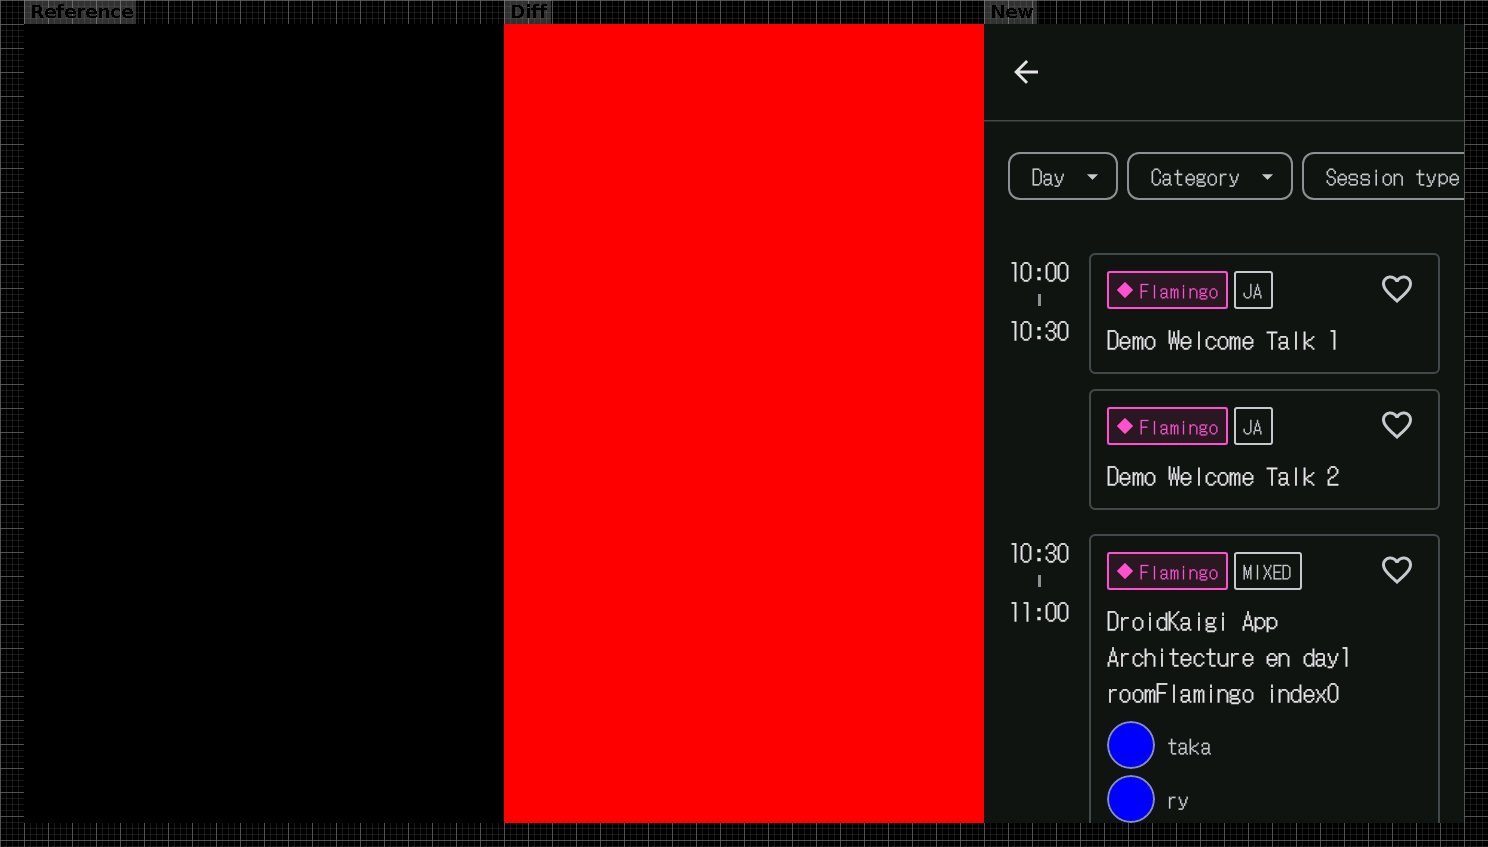 Reference
Diff
New
Day
Category
Session type
10:00
10:30
Flamingo
JA
Demo Welcome Talk 1
Flamingo
JA
Demo Welcome Talk 2
10:30
11:00
Flamingo
MIXED
DroidKaigi App
Architecture en day1
roomFlamingo index0
taka
ry